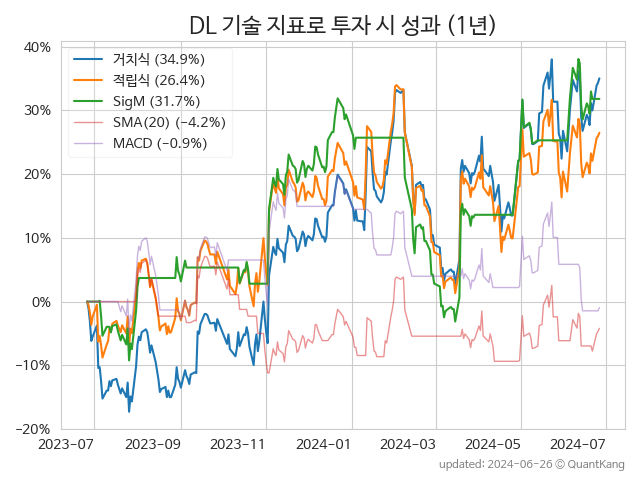 DL 기술 지표로 투자 시 성과 (1년)
거치식 (34.9%)
적립식 (26.4%)
SigM (31.7%)
SMA(20) (−4.2%)
MACD (−0.9%)
40%
30%
20%
10%
0%
−10%
−20%
2023-07 2023-09 2023-11 2024-01 2024-03 2024-05 2024-07
updated: 2024-06-26 © QuantKang